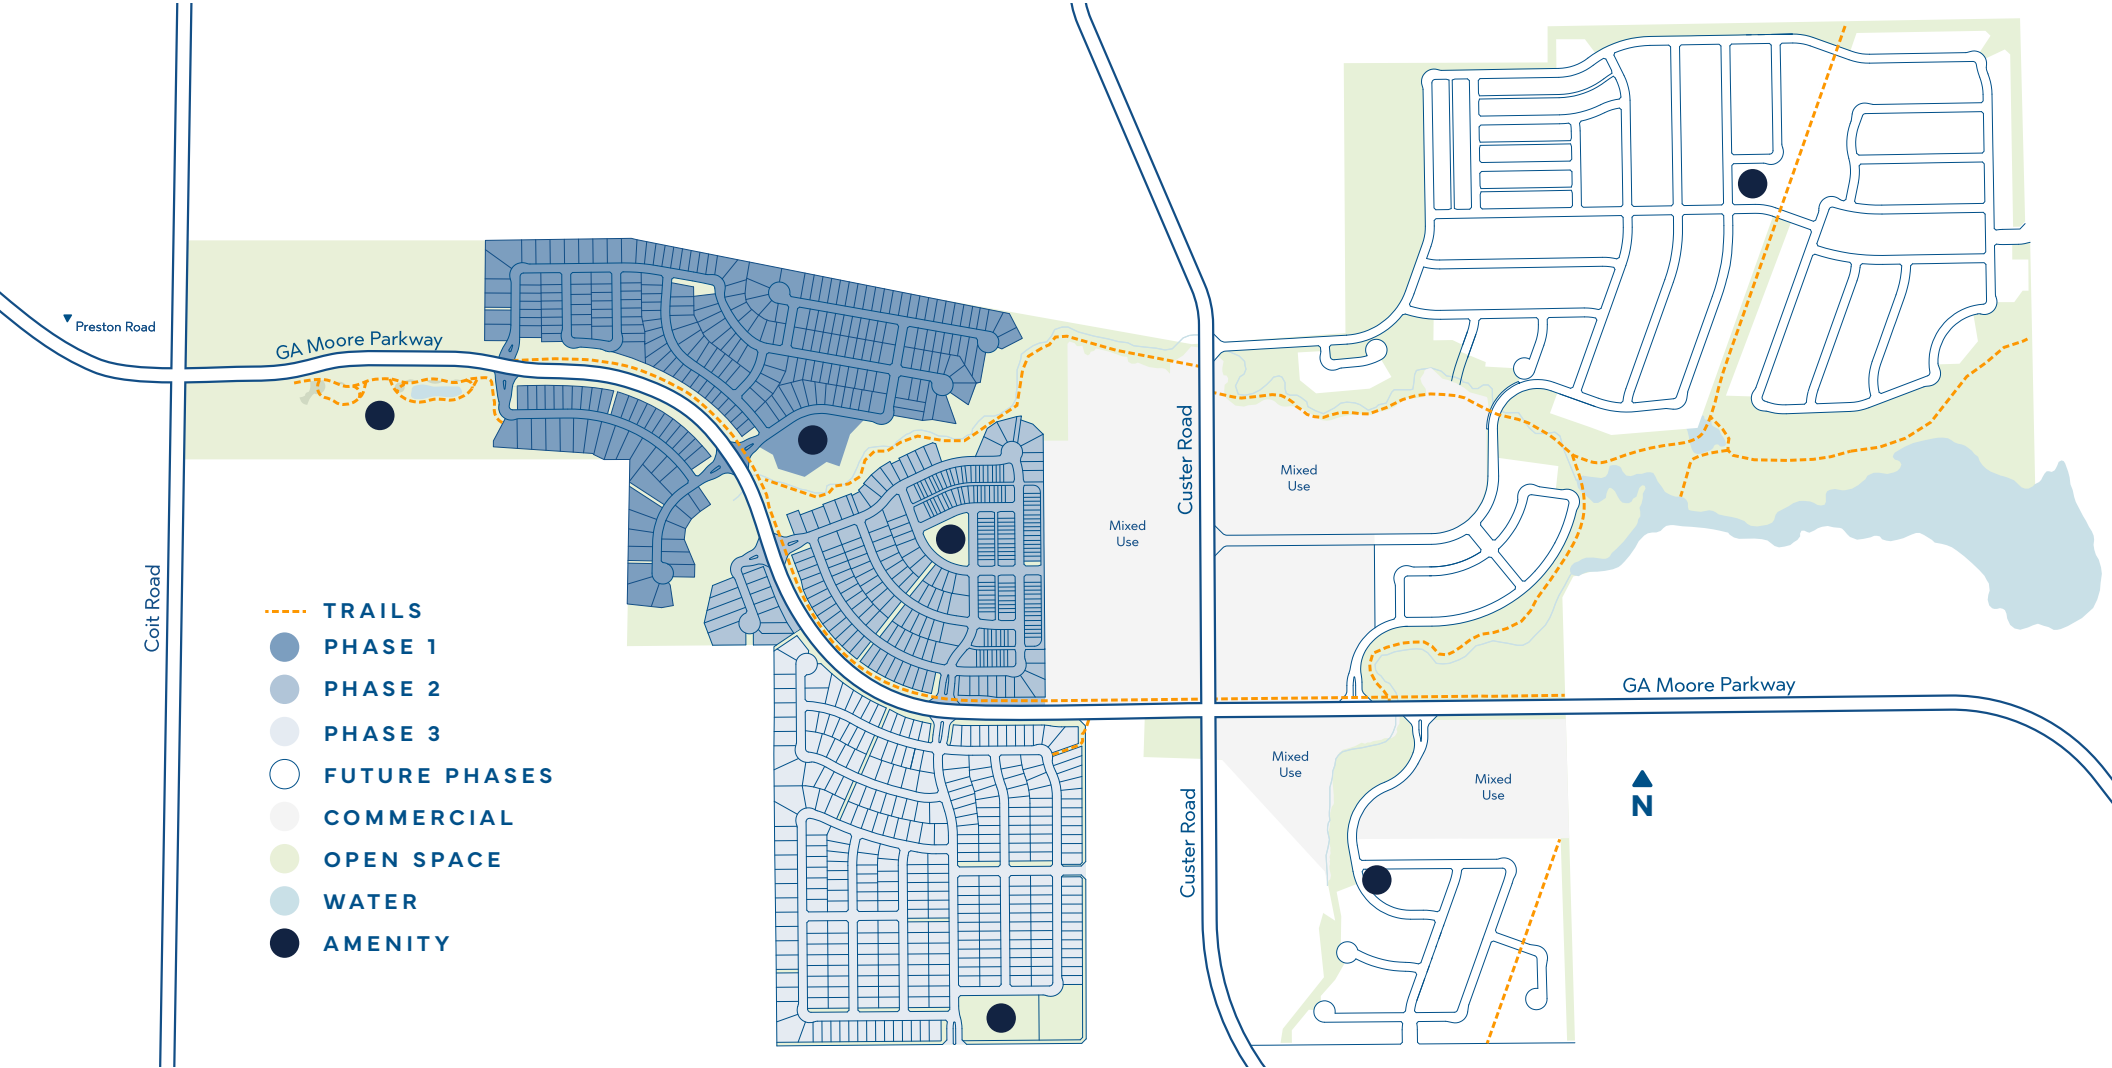 Preston Road
GA Moore Parkway
Coit Road
Custer Road
Mixed
Use
Mixed
Use
GA Moore Parkway
Mixed
Use
Mixed
Use
Custer Road
N
TRAILS
PHASE 1
PHASE 2
PHASE 3
FUTURE PHASES
COMMERCIAL
OPEN SPACE
WATER
AMENITY